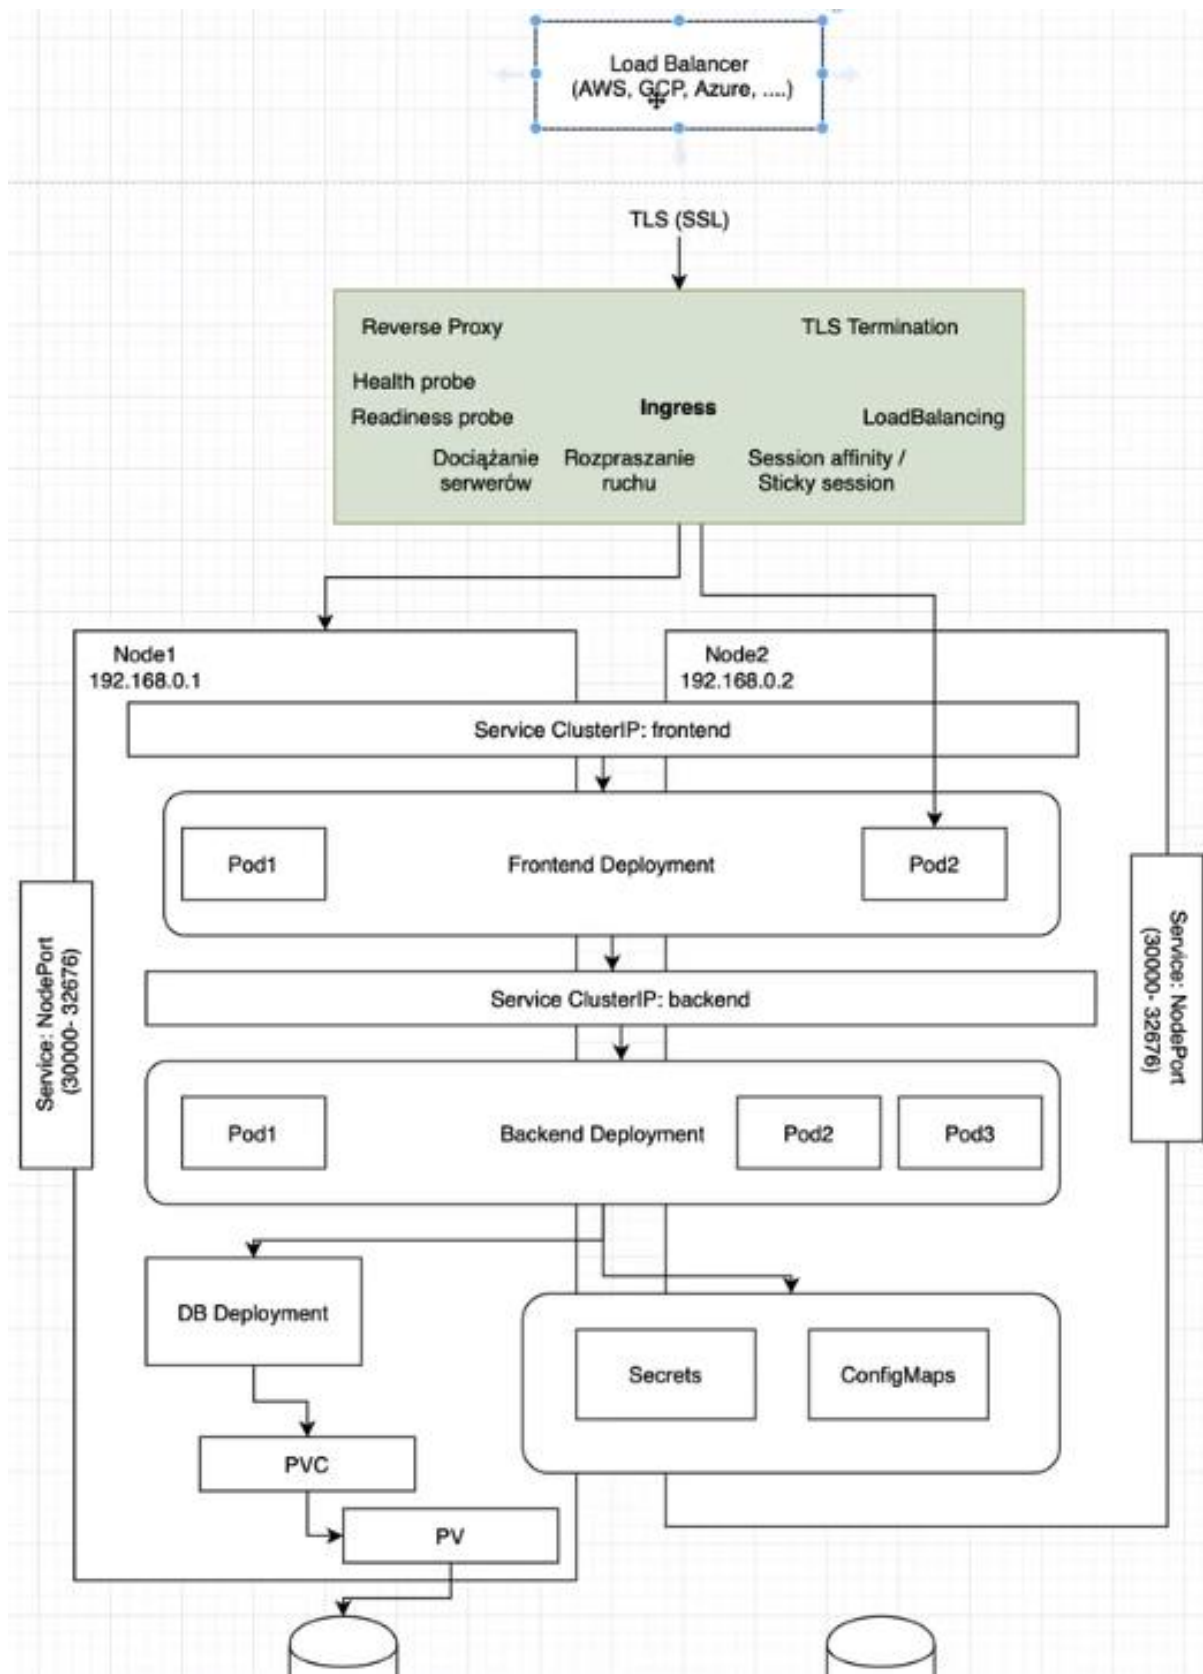 Load Balancer
(AWS, GCP, Azure, ....)
TLS (SSL)
Reverse Proxy
TLS Termination
Health probe
Readiness probe
Ingress
LoadBalancing
Dociążanie
serwerów
Rozpraszanie
ruchu
Session affinity /
Sticky session
Node1
192.168.0.1
Node2
192.168.0.2
Service ClusterIP: frontend
Pod1
Frontend Deployment
Pod2
Service: NodePort
(30000- 32676)
Service: NodePort
(30000- 32676)
Service ClusterIP: backend
Pod1
Backend Deployment
Pod2
Pod3
DB Deployment
Secrets
ConfigMaps
PVC
PV